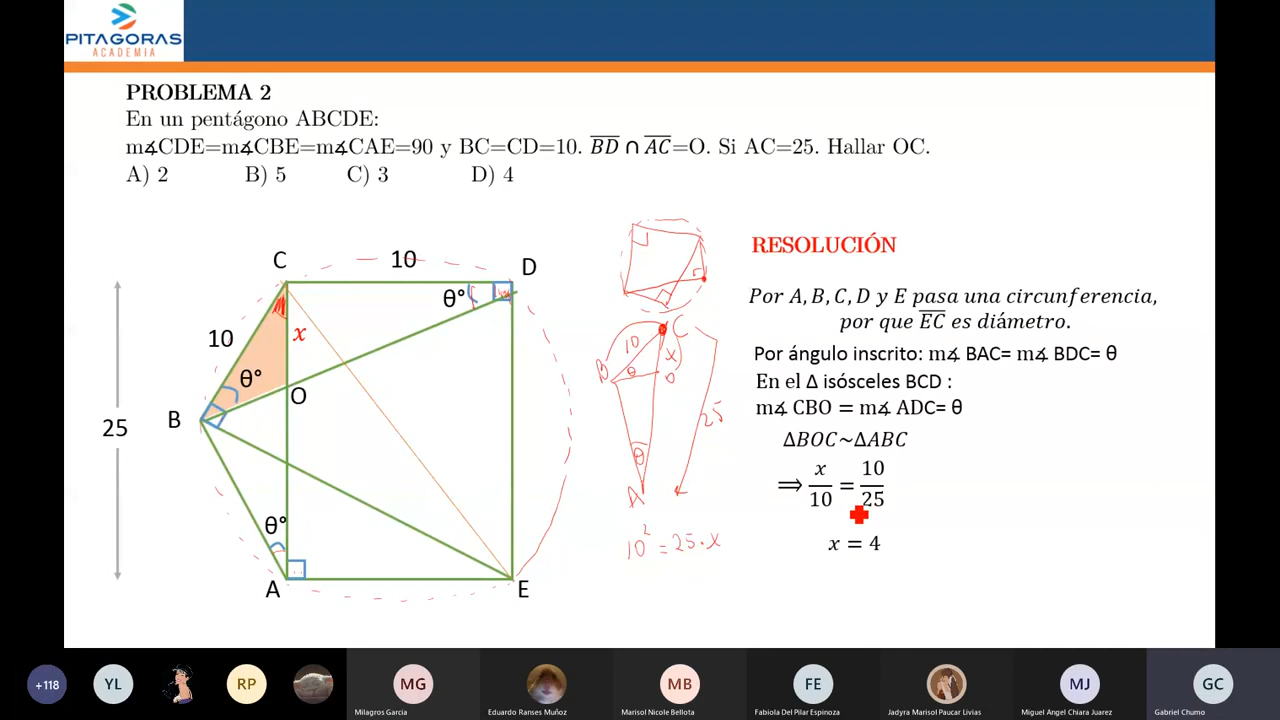 PITAGORAS
ACADEMIA
PROBLEMA 2
En un pentágono ABCDE:
m∡CDE=m∡CBE=m∡CAE=90 y BC=CD=10. B̅D̅ ∩ A̅C̅=O. Si AC=25. Hallar OC.
A) 2 B) 5 C) 3 D) 4
C 10 D
θ°
10 x
θ°
O
B
25
θ°
A E
C
10 x
B θ O
25
θ
A
10² = 25·x
RESOLUCIÓN
Por A, B, C, D y E pasa una circunferencia,
por que E̅C̅ es diámetro.
Por ángulo inscrito: m∡ BAC= m∡ BDC= θ
En el Δ isósceles BCD :
m∡ CBO = m∡ ADC= θ
ΔBOC~ΔABC
⟹ x/10 = 10/25
x = 4
+118 YL RP MG MB FE MJ GC
Milagros Garcia Eduardo Ranses Muñoz Marisol Nicole Bellota Fabiola Del Pilar Espinoza Jadyra Marisol Paucar Livias Miguel Angel Chiara Juarez Gabriel Chumo